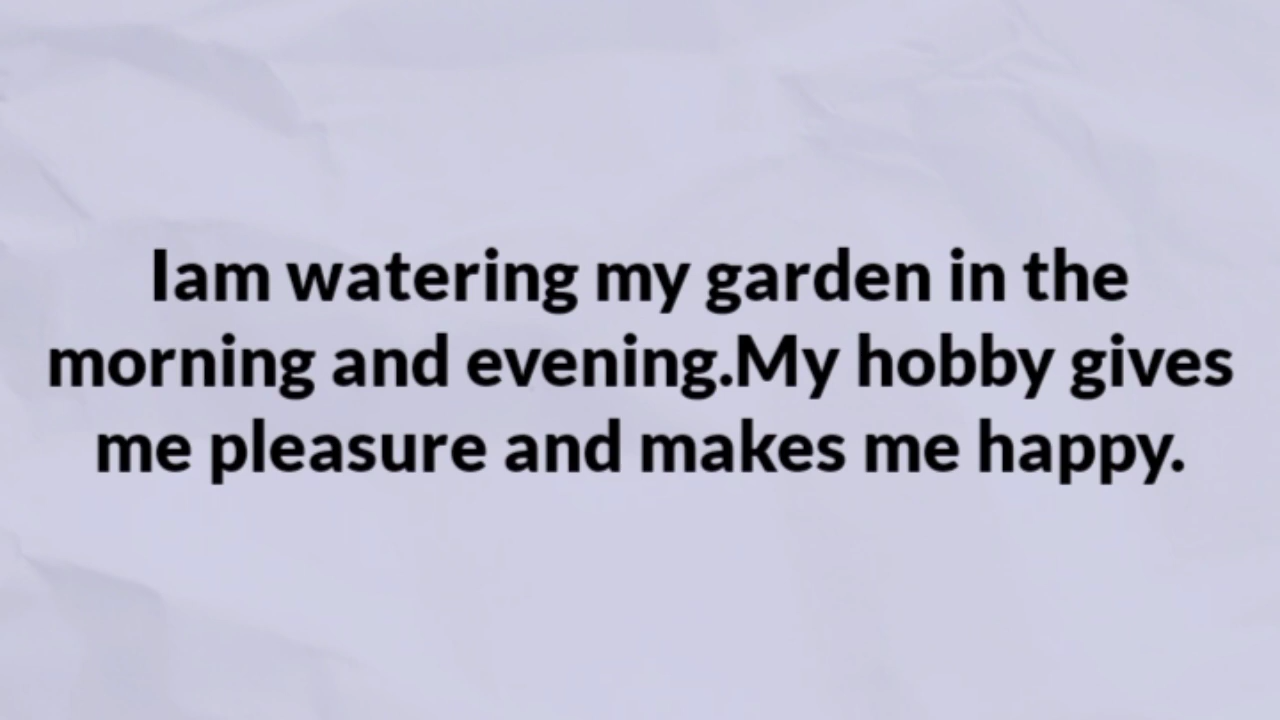 Iam watering my garden in the
morning and evening.My hobby gives
me pleasure and makes me happy.